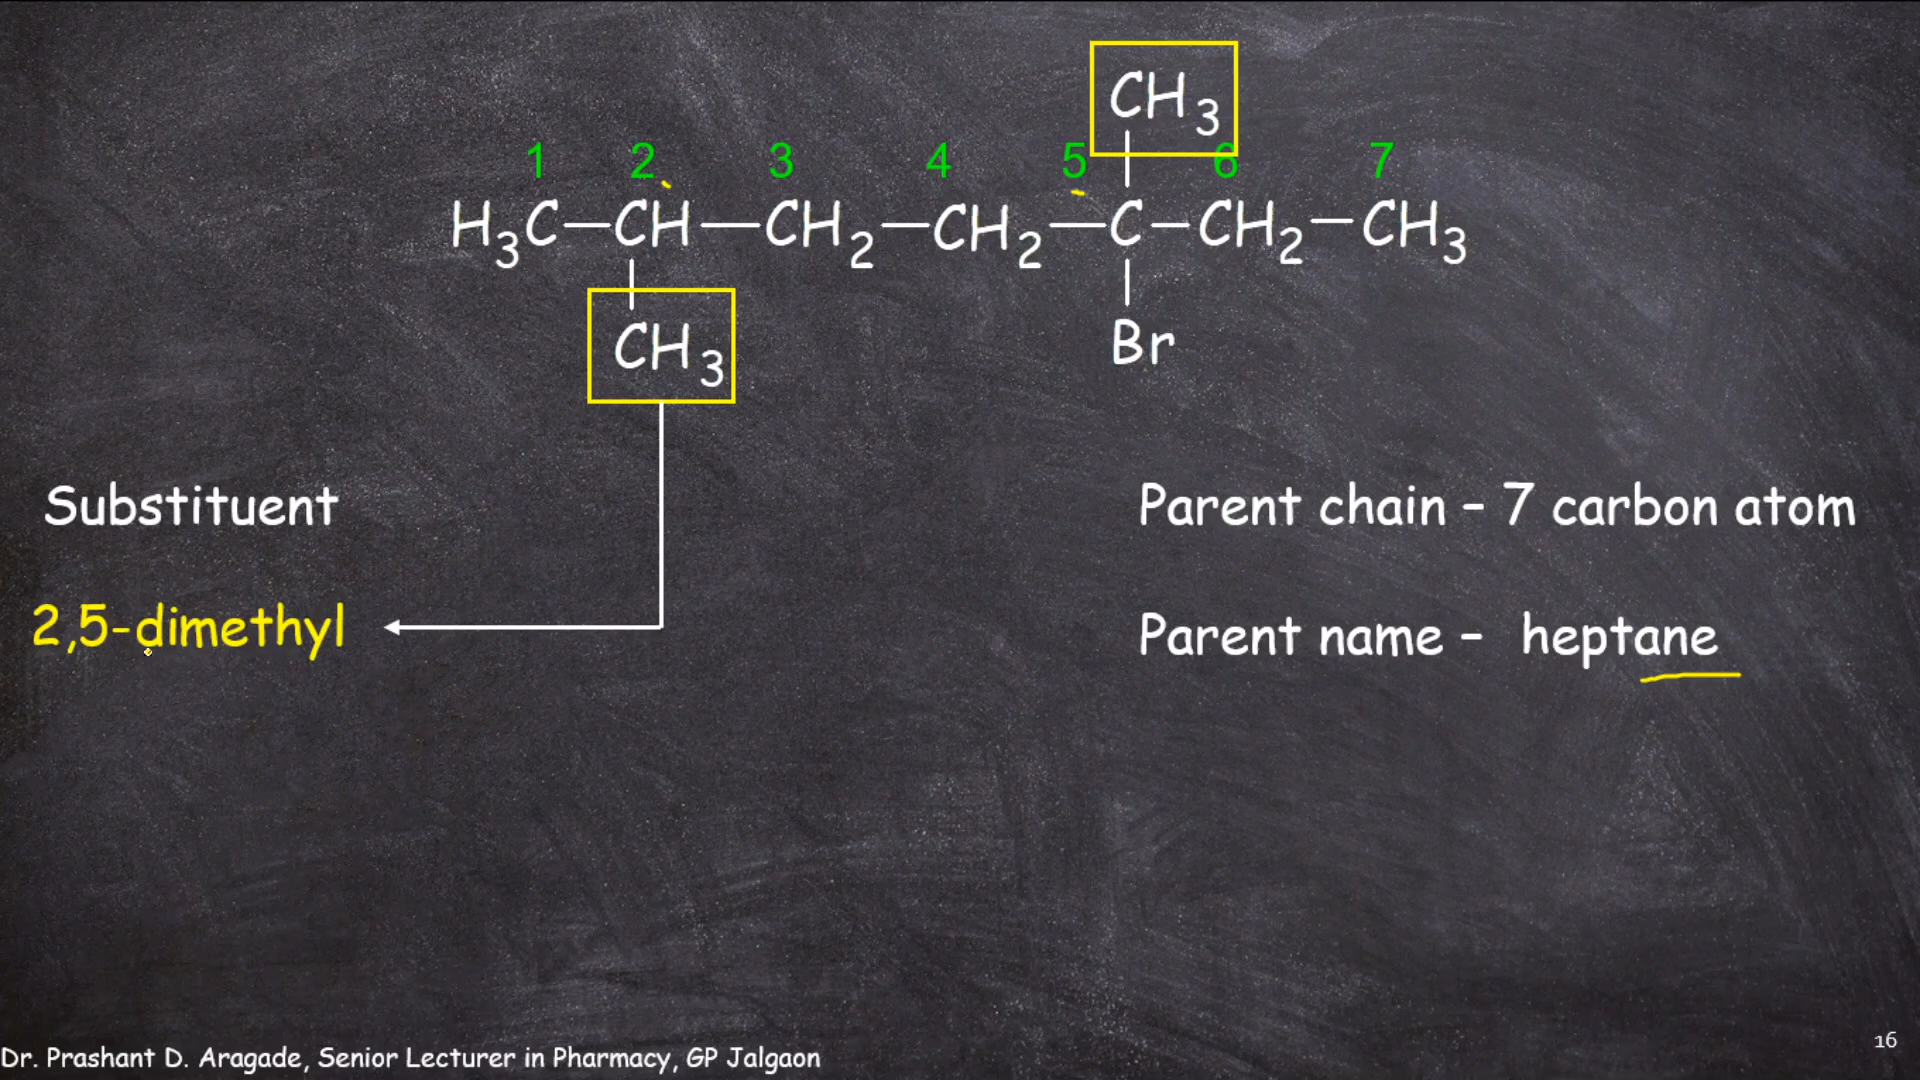 CH3
1 2 3 4 5 6 7
H3C—CH—CH2—CH2—C—CH2—CH3
CH3 Br
Substituent
Parent chain – 7 carbon atom
2,5-dimethyl
Parent name – heptane
16
Dr. Prashant D. Aragade, Senior Lecturer in Pharmacy, GP Jalgaon